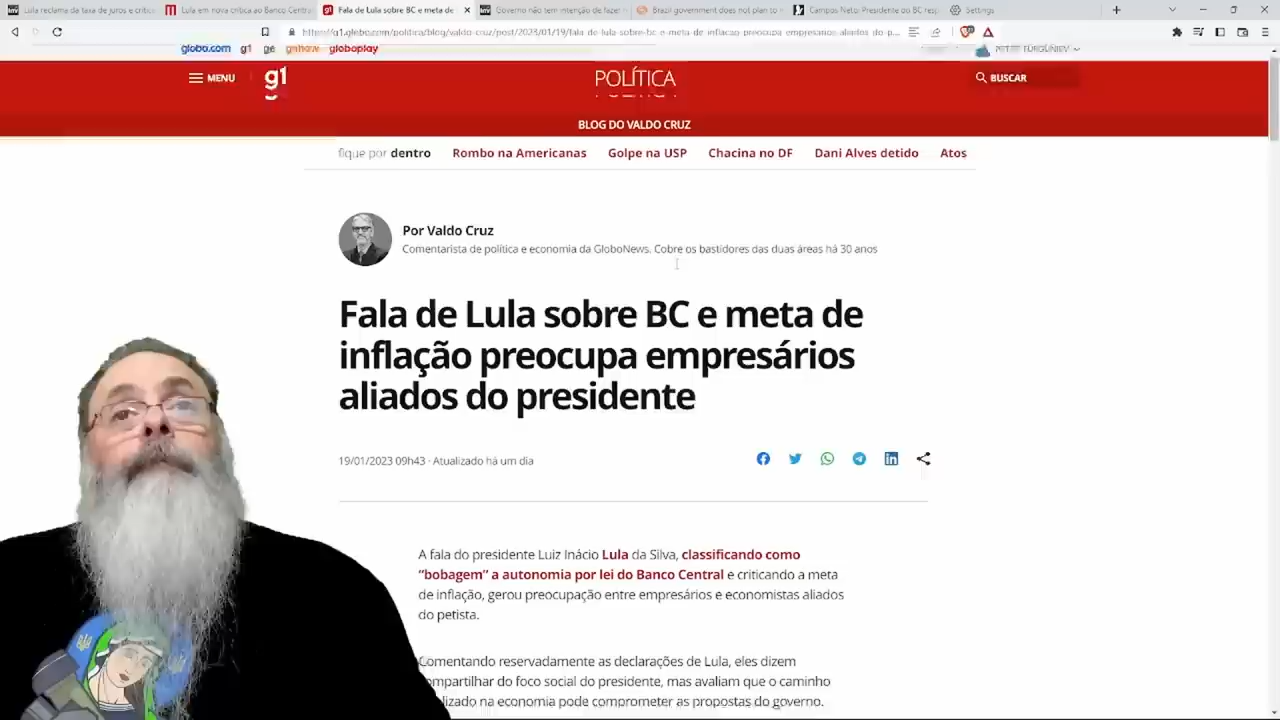 Lula reclama da taxa de juros e critica
Lula em nova crítica ao Banco Central
Fala de Lula sobre BC e meta de
Governo não tem intenção de fazer
Brazil government does not plan to
Campos Neto: Presidente do BC resp
Settings
https://g1.globo.com/politica/blog/valdo-cruz/post/2023/01/19/fala-de-lula-sobre-bc-e-meta-de-inflacao-preocupa-empresarios-aliados-do-p...
globo.com g1 ge gshow globoplay
MENU g1 POLÍTICA BUSCAR
BLOG DO VALDO CRUZ
fique por dentro Rombo na Americanas Golpe na USP Chacina no DF Dani Alves detido Atos
Por Valdo Cruz
Comentarista de política e economia da GloboNews. Cobre os bastidores das duas áreas há 30 anos
Fala de Lula sobre BC e meta de
inflação preocupa empresários
aliados do presidente
19/01/2023 09h43 · Atualizado há um dia
A fala do presidente Luiz Inácio Lula da Silva, classificando como
“bobagem” a autonomia por lei do Banco Central e criticando a meta
de inflação, gerou preocupação entre empresários e economistas aliados
do petista.
Comentando reservadamente as declarações de Lula, eles dizem
ompartilhar do foco social do presidente, mas avaliam que o caminho
lizado na economia pode comprometer as propostas do governo.